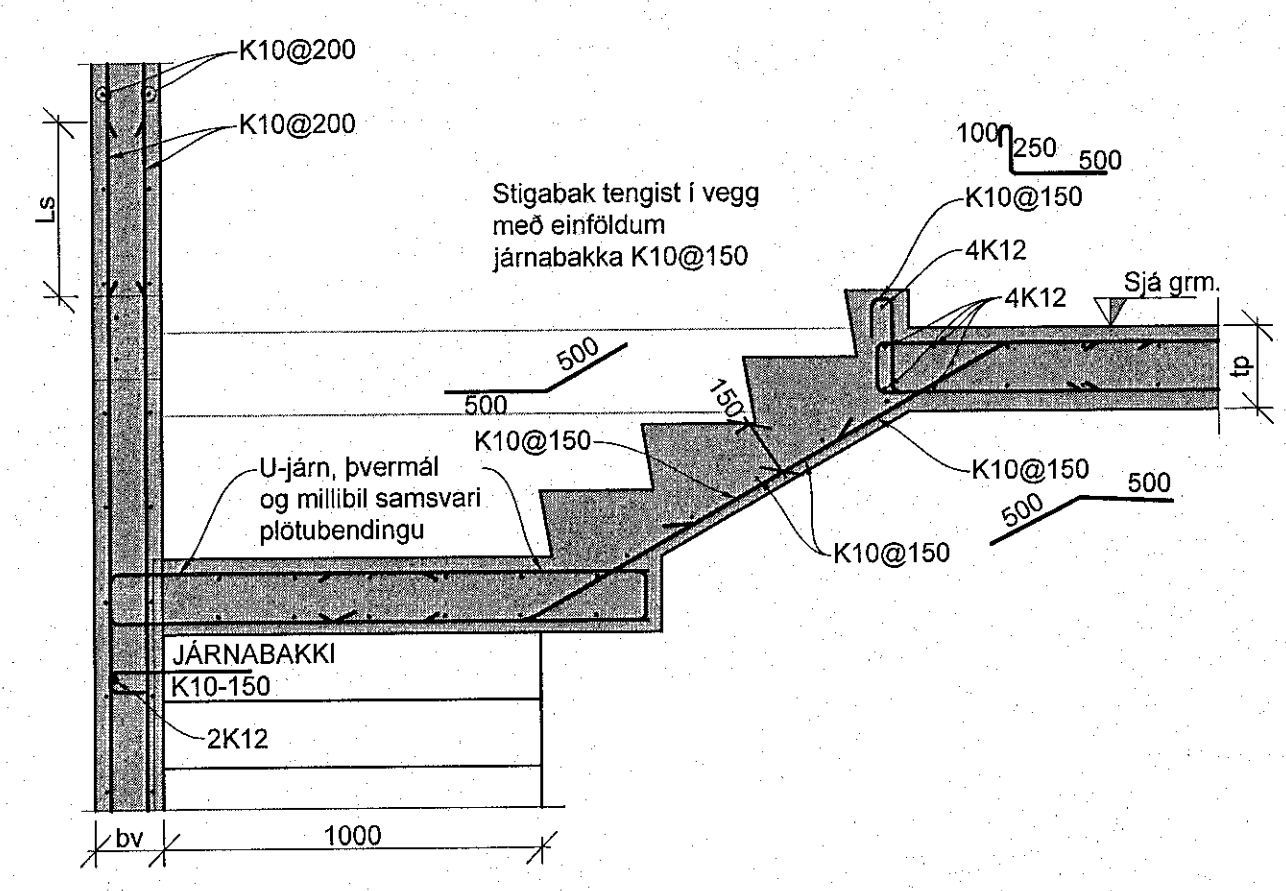 K10@200
K10@200
Ls
Stigabak tengist í vegg
með einföldum
járnabakka K10@150
100
250
500
K10@150
4K12
4K12
Sjá grm.
tp
500
500
150
K10@150
U-járn, þvermál
og millibil samsvari
plötubendingu
K10@150
500
500
K10@150
JÁRNABAKKI
K10-150
2K12
bv
1000